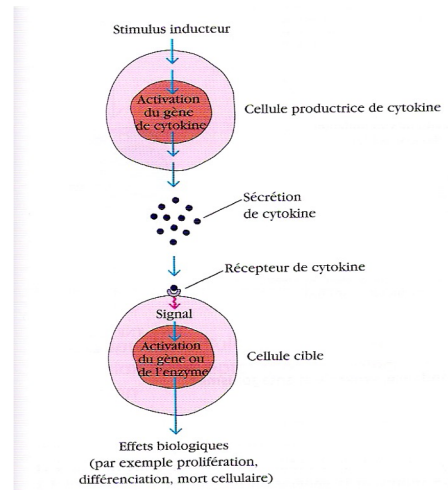 Stimulus inducteur
Activation
du gène
de cytokine
Cellule productrice de cytokine
Sécrétion
de cytokine
Récepteur de cytokine
Signal
Activation
du gène ou
de l'enzyme
Cellule cible
Effets biologiques
(par exemple prolifération,
différenciation, mort cellulaire)